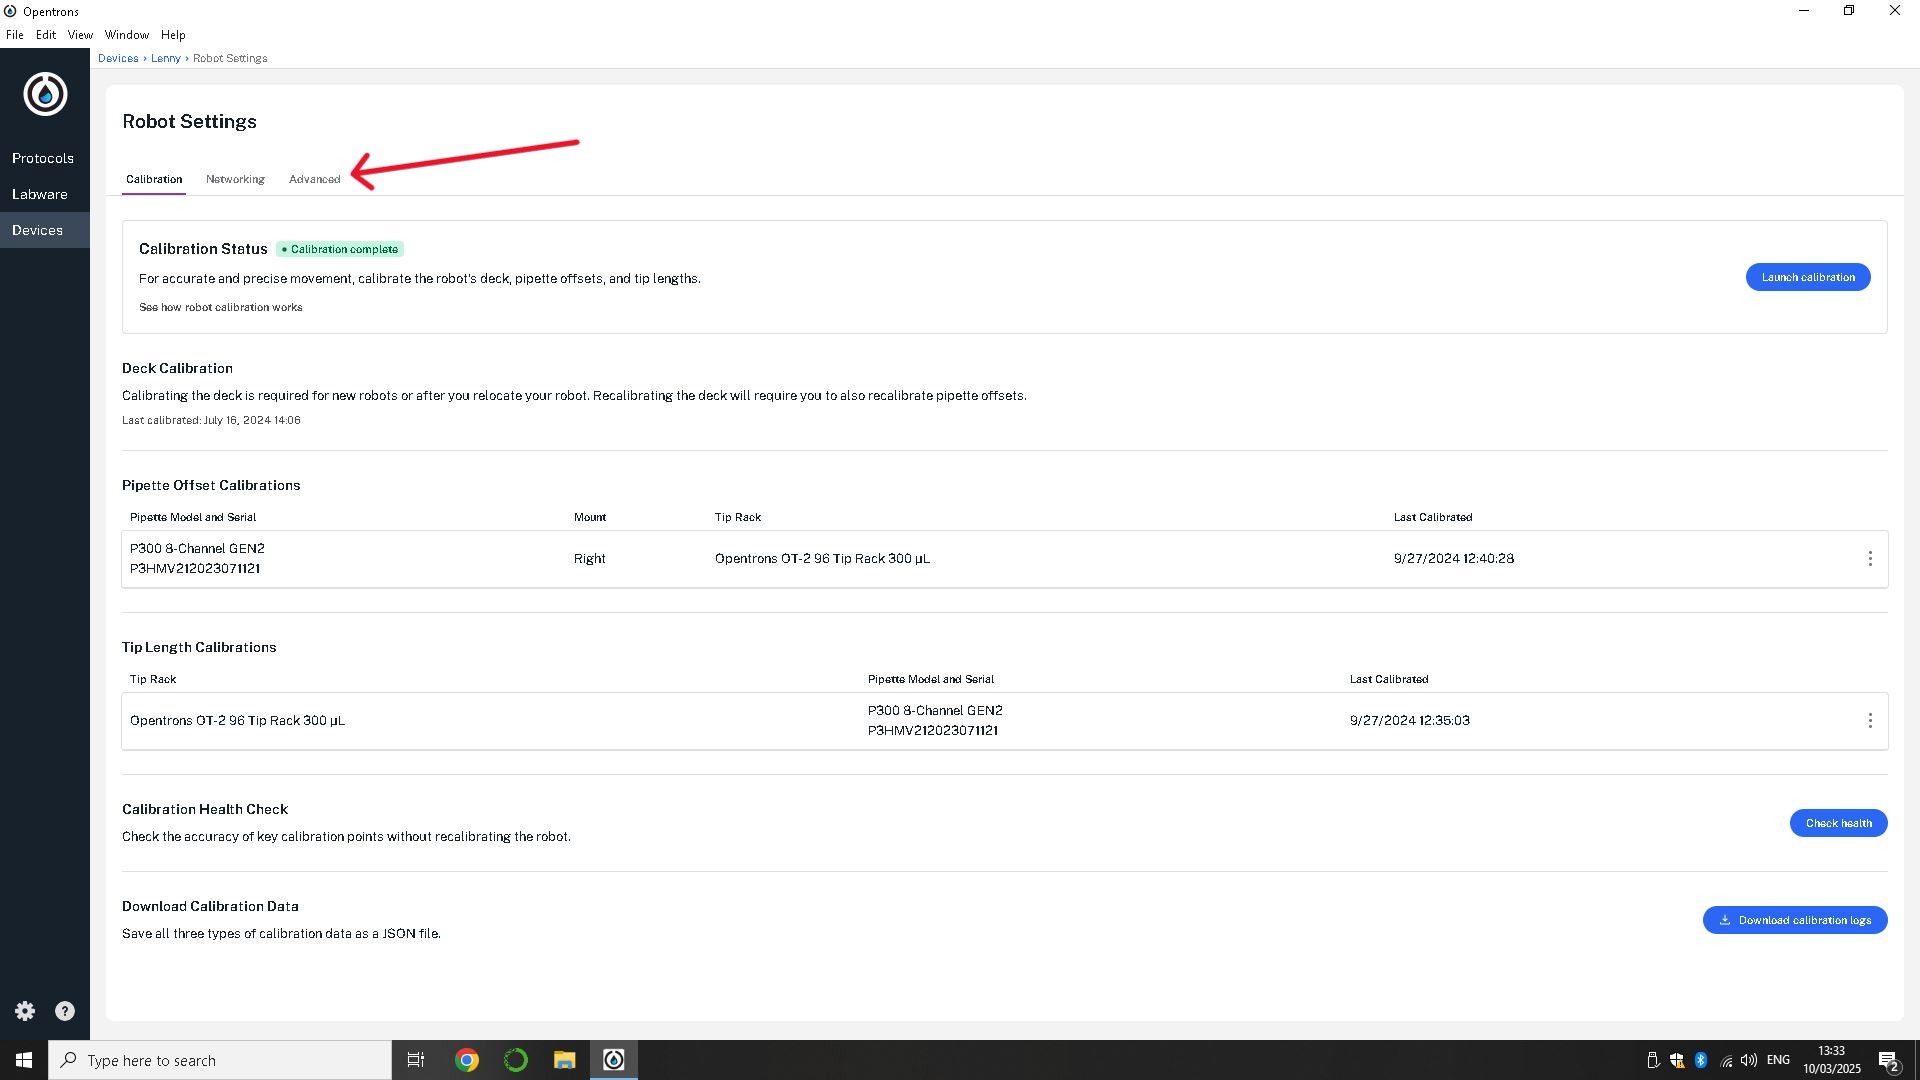 Opentrons
File Edit View Window Help
Devices › Lenny › Robot Settings
Protocols
Labware
Devices
Robot Settings
Calibration Networking Advanced
Calibration Status • Calibration complete
For accurate and precise movement, calibrate the robot's deck, pipette offsets, and tip lengths.
See how robot calibration works
Launch calibration
Deck Calibration
Calibrating the deck is required for new robots or after you relocate your robot. Recalibrating the deck will require you to also recalibrate pipette offsets.
Last calibrated: July 16, 2024 14:06
Pipette Offset Calibrations
Pipette Model and Serial Mount Tip Rack Last Calibrated
P300 8-Channel GEN2
P3HMV212023071121
Right Opentrons OT-2 96 Tip Rack 300 µL 9/27/2024 12:40:28
Tip Length Calibrations
Tip Rack Pipette Model and Serial Last Calibrated
Opentrons OT-2 96 Tip Rack 300 µL
P300 8-Channel GEN2
P3HMV212023071121
9/27/2024 12:35:03
Calibration Health Check
Check the accuracy of key calibration points without recalibrating the robot.
Check health
Download Calibration Data
Save all three types of calibration data as a JSON file.
Download calibration logs
?
Type here to search
ENG
13:33
10/03/2025
2